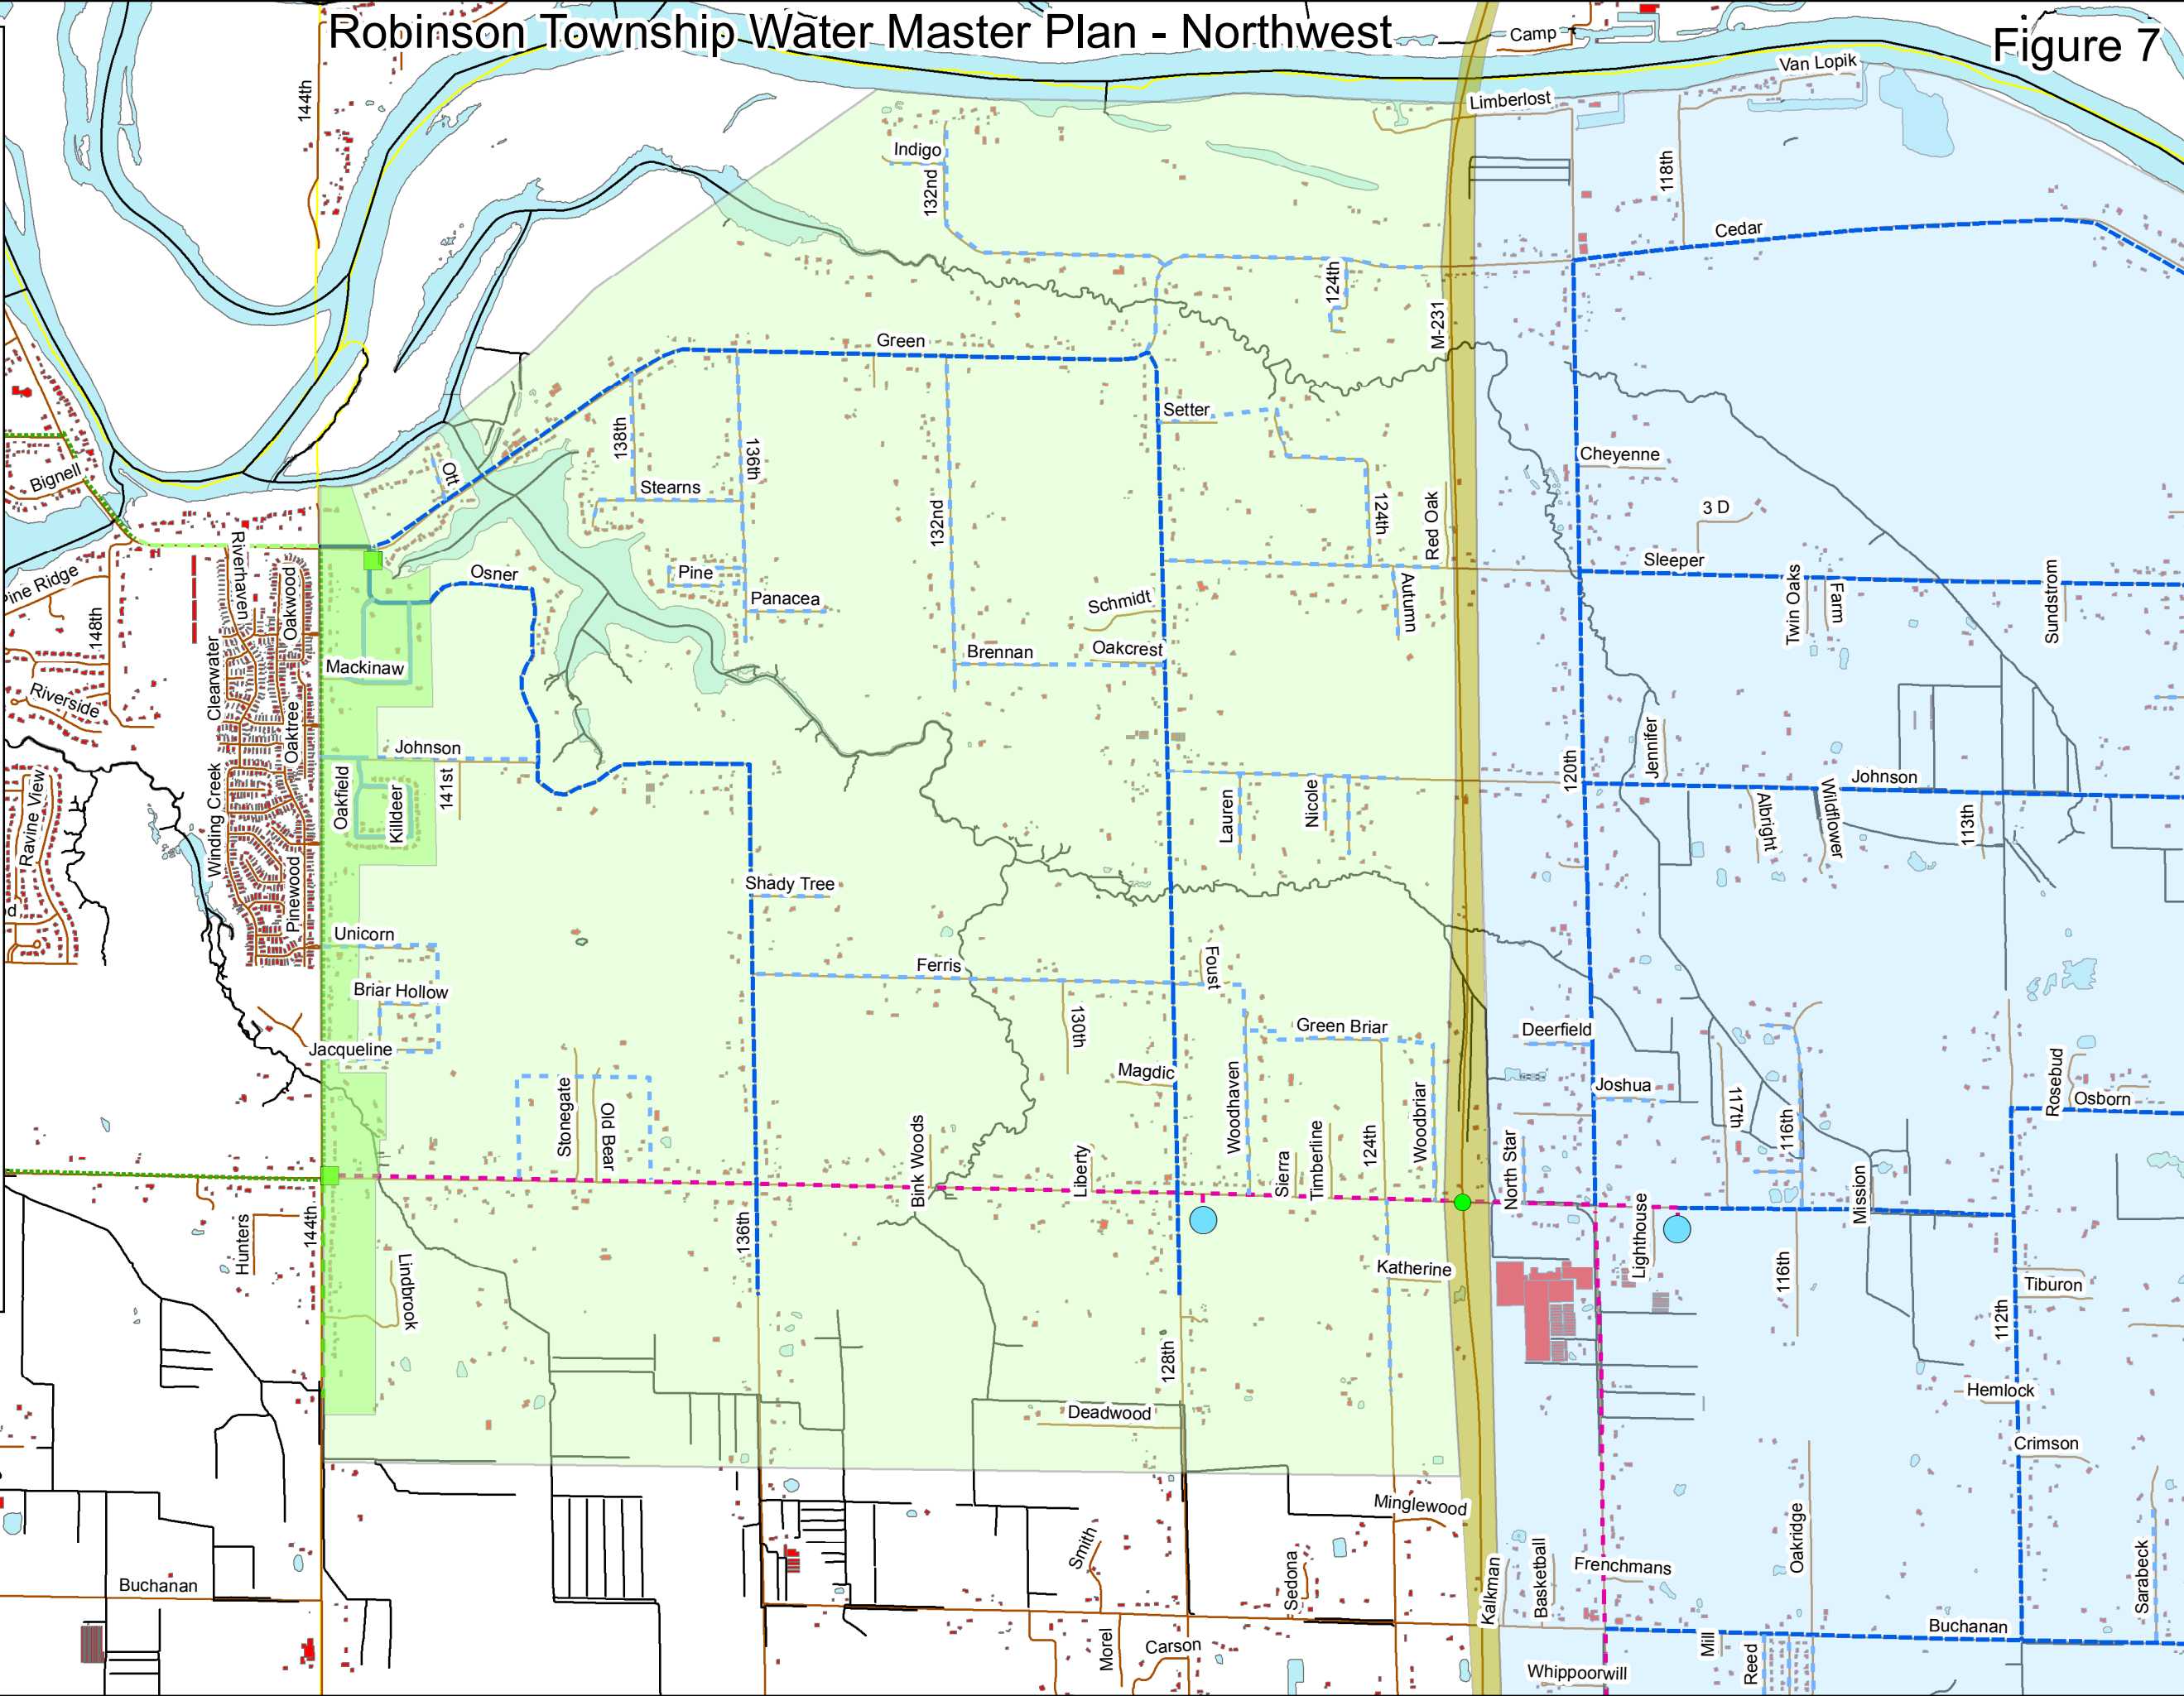 Robinson Township Water Master Plan - Northwest
Figure 7
Camp
Van Lopik
Limberlost
144th
Indigo
132nd
118th
Cedar
124th
M-231
Green
Setter
Cheyenne
138th
136th
Ott
Bignell
Stearns
132nd
124th
Red Oak
3 D
Sleeper
Riverhaven
Oakwood
Osner
Pine
Panacea
Schmidt
Autumn
Twin Oaks
Farm
Sundstrom
Pine Ridge
148th
Clearwater
Mackinaw
Brennan
Oakcrest
Riverside
Oaktree
Johnson
Jennifer
120th
Johnson
Winding Creek
Oakfield
Killdeer
141st
Lauren
Nicole
Albright
Wildflower
113th
Ravine View
Pinewood
Shady Tree
Unicorn
Ferris
Foust
Briar Hollow
130th
Green Briar
Deerfield
Jacqueline
Magdic
Joshua
Rosebud
Osborn
Stonegate
Old Bear
Woodhaven
Woodbriar
117th
116th
Bink Woods
Liberty
Sierra
Timberline
124th
North Star
Mission
Hunters
144th
136th
Lighthouse
Lindbrook
Katherine
116th
Tiburon
128th
112th
Hemlock
Deadwood
Crimson
Minglewood
Smith
Sedona
Kalkman
Basketball
Frenchmans
Oakridge
Sarabeck
Buchanan
Morel
Carson
Mill
Reed
Buchanan
Whippoorwill